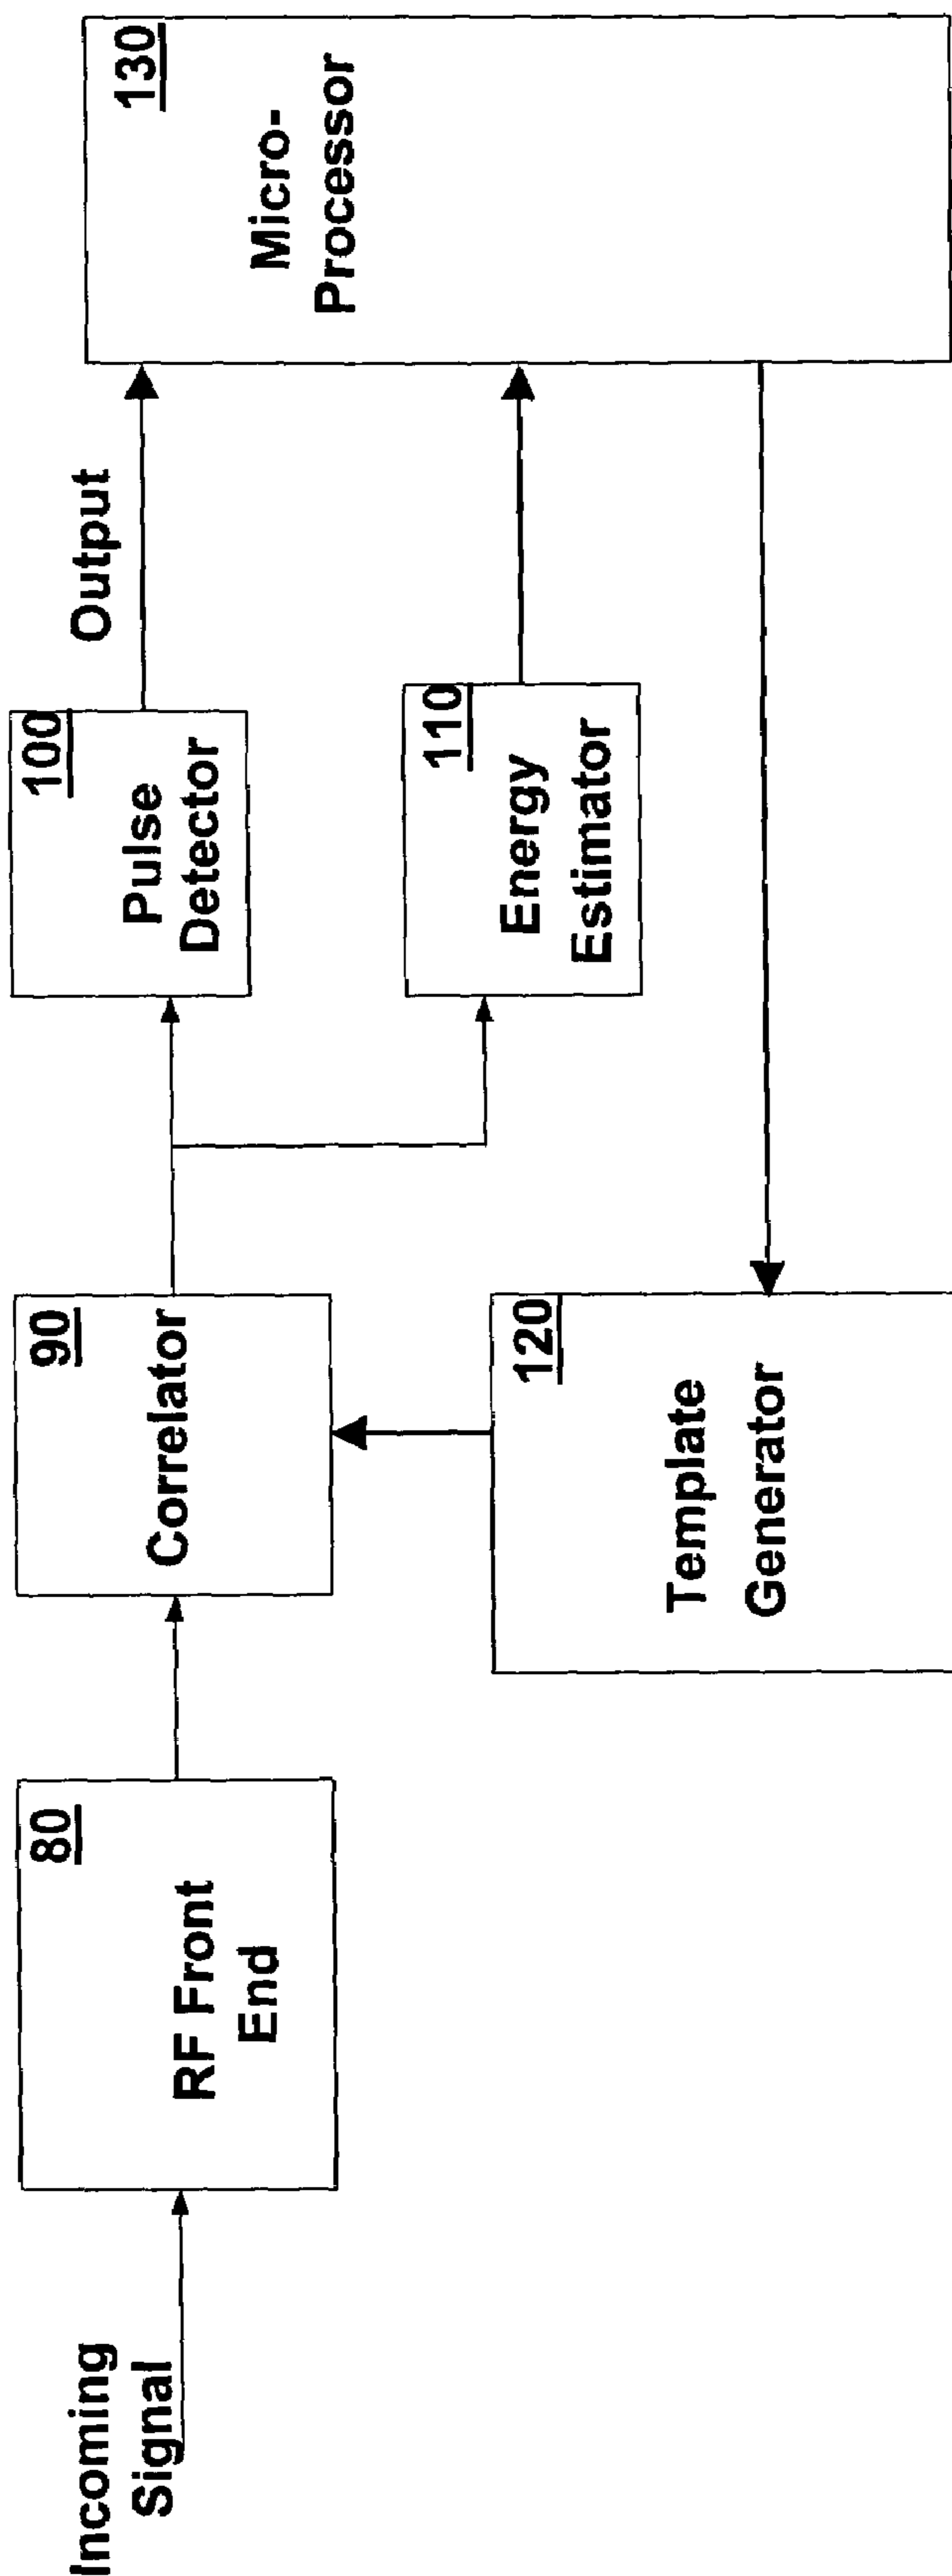 Incoming
Signal
80
RF Front
End
90
Correlator
120
Template
Generator
100
Pulse
Detector
110
Energy
Estimator
Output
130
Micro-
Processor